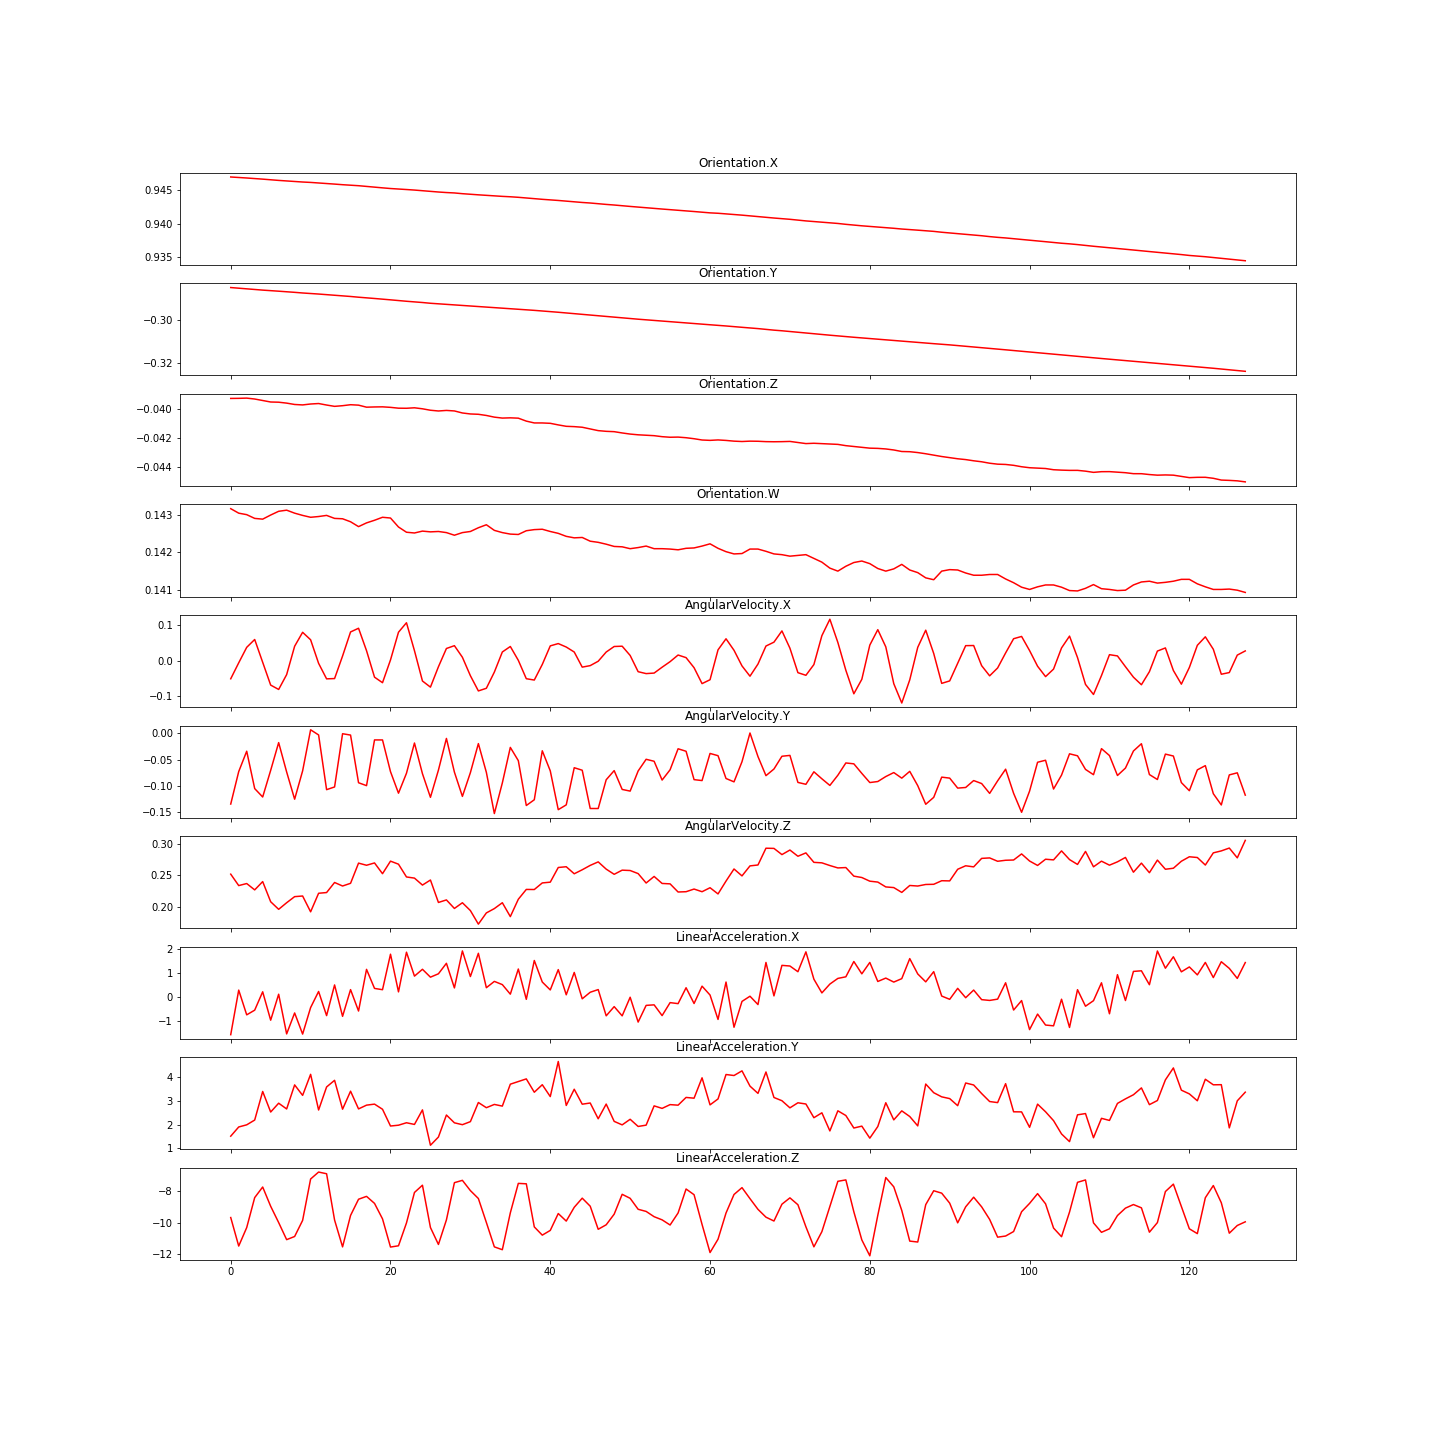 Orientation.X
0.945
0.940
0.935
Orientation.Y
−0.30
−0.32
Orientation.Z
−0.040
−0.042
−0.044
Orientation.W
0.143
0.142
0.141
AngularVelocity.X
0.1
0.0
−0.1
AngularVelocity.Y
0.00
−0.05
−0.10
−0.15
AngularVelocity.Z
0.30
0.25
0.20
LinearAcceleration.X
2
1
0
−1
LinearAcceleration.Y
4
3
2
1
LinearAcceleration.Z
−8
−10
−12
0 20 40 60 80 100 120